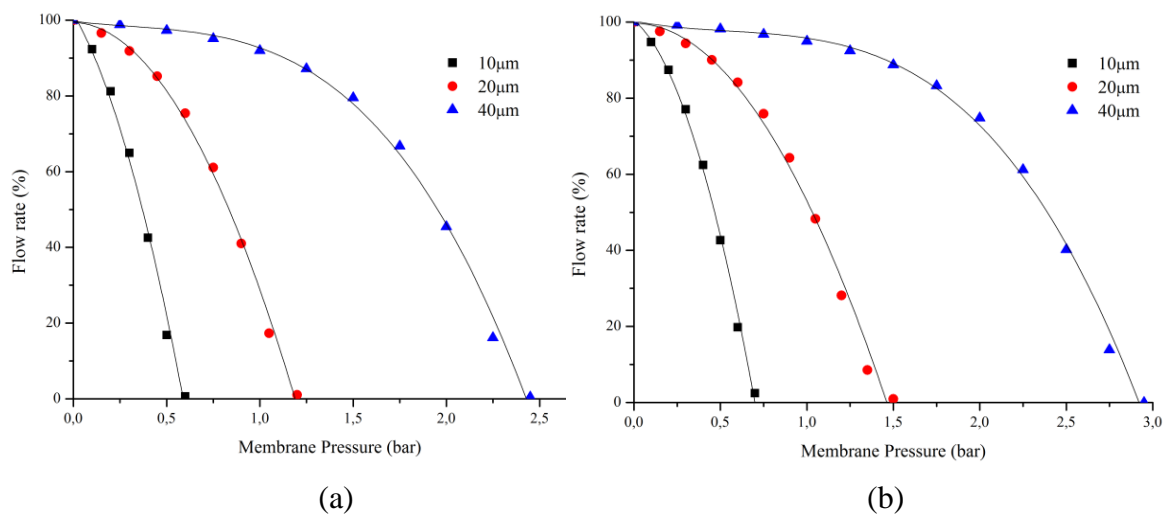 100
80
60
40
20
0
Flow rate (%)
0,0
0,5
1,0
1,5
2,0
2,5
Membrane Pressure (bar)
10μm
20μm
40μm
(a)
100
80
60
40
20
0
Flow rate (%)
0,0
0,5
1,0
1,5
2,0
2,5
3,0
Membrane Pressure (bar)
10μm
20μm
40μm
(b)